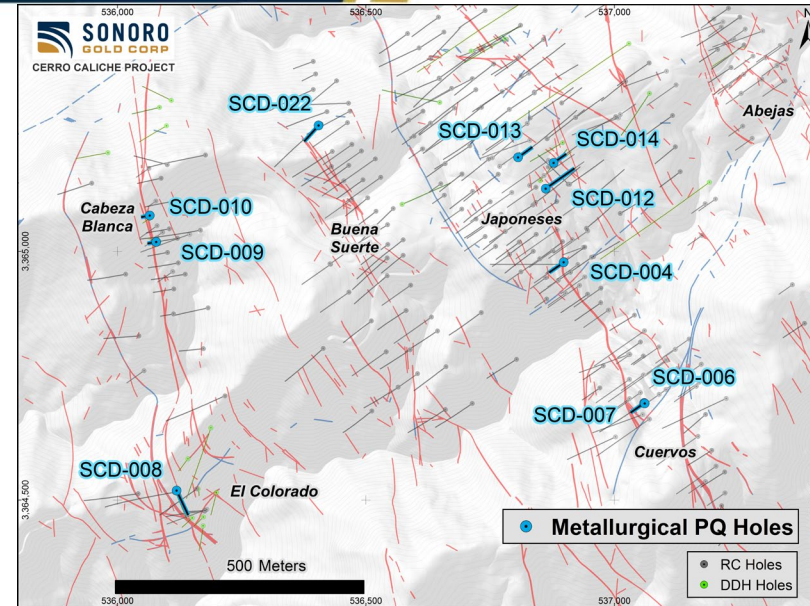 536,000
536,500
537,000
N
SONORO
GOLD CORP
CERRO CALICHE PROJECT
SCD-022
SCD-013
SCD-014
Abejas
SCD-012
Cabeza
Blanca
SCD-010
Japoneses
Buena
Suerte
SCD-009
3,365,000
SCD-004
SCD-006
SCD-007
Cuervos
SCD-008
El Colorado
3,364,500
Metallurgical PQ Holes
RC Holes
DDH Holes
500 Meters
536,000
536,500
537,000